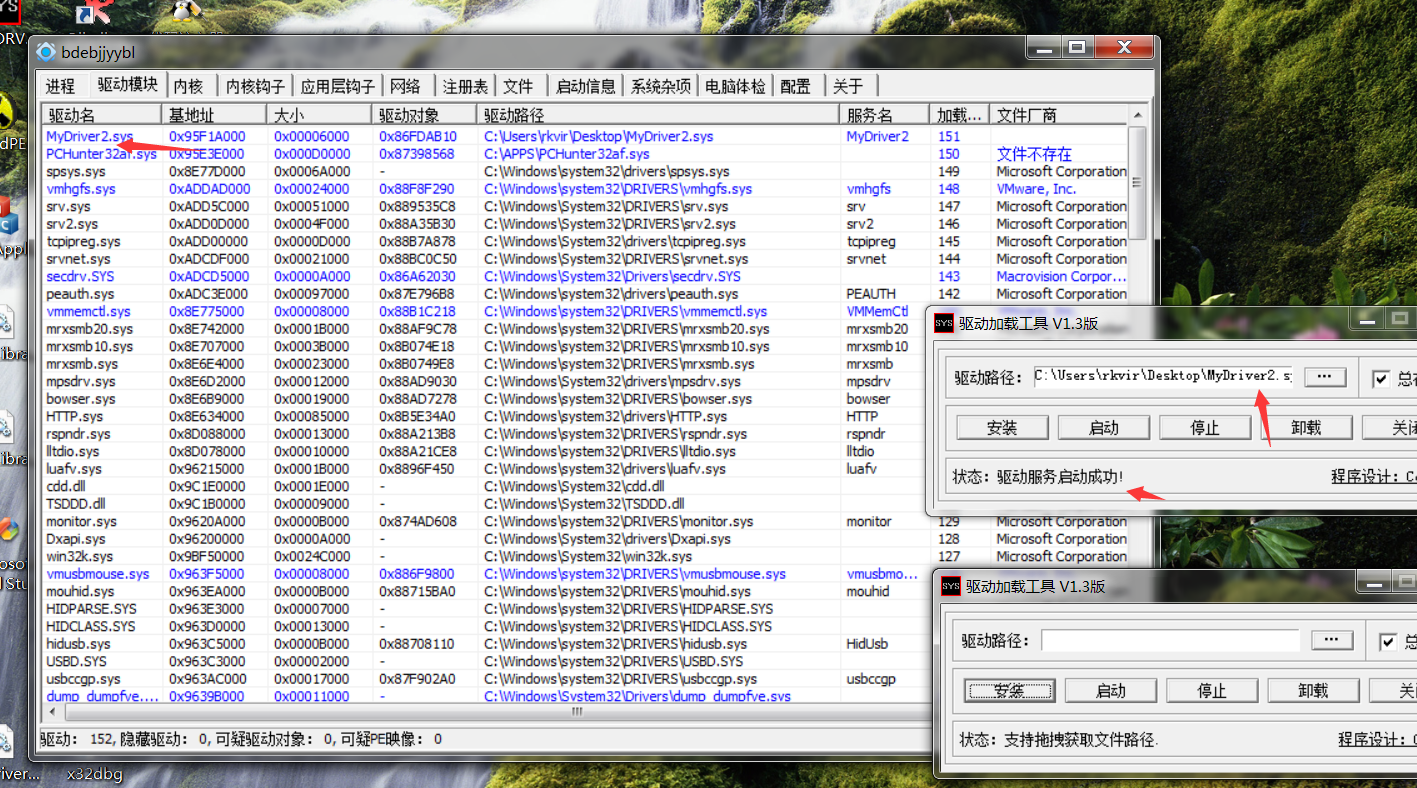 bdebjjyybl
进程 驱动模块 内核 内核钩子 应用层钩子 网络 注册表 文件 启动信息 系统杂项 电脑体检 配置 关于
驱动名 基地址 大小 驱动对象 驱动路径 服务名 加载... 文件厂商
MyDriver2.sys 0x95F1A000 0x00006000 0x86FDAB10 C:\Users\rkvir\Desktop\MyDriver2.sys MyDriver2 151
PCHunter32af.sys 0x95E3E000 0x000D0000 0x87398568 C:\APPS\PCHunter32af.sys 150 文件不存在
spsys.sys 0x8E77D000 0x0006A000 - C:\Windows\system32\drivers\spsys.sys 149 Microsoft Corporation
vmhgfs.sys 0xADDAD000 0x00024000 0x88F8F290 C:\Windows\system32\DRIVERS\vmhgfs.sys vmhgfs 148 VMware, Inc.
srv.sys 0xADD5C000 0x00051000 0x889535C8 C:\Windows\System32\DRIVERS\srv.sys srv 147 Microsoft Corporation
srv2.sys 0xADD0D000 0x0004F000 0x88A35B30 C:\Windows\System32\DRIVERS\srv2.sys srv2 146 Microsoft Corporation
tcpipreg.sys 0xADD00000 0x0000D000 0x88B7A878 C:\Windows\System32\drivers\tcpipreg.sys tcpipreg 145 Microsoft Corporation
srvnet.sys 0xADCDF000 0x00021000 0x88BC0C50 C:\Windows\System32\DRIVERS\srvnet.sys srvnet 144 Microsoft Corporation
secdrv.SYS 0xADCD5000 0x0000A000 0x86A62030 C:\Windows\System32\Drivers\secdrv.SYS 143 Macrovision Corpor...
peauth.sys 0xADC3E000 0x00097000 0x87E796B8 C:\Windows\system32\drivers\peauth.sys PEAUTH 142 Microsoft Corporation
vmmemctl.sys 0x8E775000 0x00008000 0x88B1C218 C:\Windows\system32\DRIVERS\vmmemctl.sys VMMemCtl
mrxsmb20.sys 0x8E742000 0x0001B000 0x88AF9C78 C:\Windows\system32\DRIVERS\mrxsmb20.sys mrxsmb20
mrxsmb10.sys 0x8E707000 0x0003B000 0x8B074E18 C:\Windows\system32\DRIVERS\mrxsmb10.sys mrxsmb10
mrxsmb.sys 0x8E6E4000 0x00023000 0x8B0749E8 C:\Windows\system32\DRIVERS\mrxsmb.sys mrxsmb
mpsdrv.sys 0x8E6D2000 0x00012000 0x88AD9030 C:\Windows\System32\drivers\mpsdrv.sys mpsdrv
bowser.sys 0x8E6B9000 0x00019000 0x88AD7278 C:\Windows\system32\DRIVERS\bowser.sys bowser
HTTP.sys 0x8E634000 0x00085000 0x8B5E34A0 C:\Windows\system32\drivers\HTTP.sys HTTP
rspndr.sys 0x8D088000 0x00013000 0x88A213B8 C:\Windows\system32\DRIVERS\rspndr.sys rspndr
lltdio.sys 0x8D078000 0x00010000 0x88A21CE8 C:\Windows\system32\DRIVERS\lltdio.sys lltdio
luafv.sys 0x96215000 0x0001B000 0x8896F450 C:\Windows\system32\drivers\luafv.sys luafv
cdd.dll 0x9C1E0000 0x0001E000 - C:\Windows\System32\cdd.dll
TSDDD.dll 0x9C1B0000 0x00009000 - C:\Windows\System32\TSDDD.dll
monitor.sys 0x9620A000 0x0000B000 0x874AD608 C:\Windows\system32\DRIVERS\monitor.sys monitor 129 Microsoft Corporation
Dxapi.sys 0x96200000 0x0000A000 - C:\Windows\System32\drivers\Dxapi.sys 128 Microsoft Corporation
win32k.sys 0x9BF50000 0x0024C000 - C:\Windows\System32\win32k.sys 127 Microsoft Corporation
vmusbmouse.sys 0x963F5000 0x00008000 0x886F9800 C:\Windows\system32\DRIVERS\vmusbmouse.sys vmusbmo...
mouhid.sys 0x963EA000 0x0000B000 0x88715BA0 C:\Windows\system32\DRIVERS\mouhid.sys mouhid
HIDPARSE.SYS 0x963E3000 0x00007000 - C:\Windows\system32\DRIVERS\HIDPARSE.SYS
HIDCLASS.SYS 0x963D0000 0x00013000 - C:\Windows\system32\DRIVERS\HIDCLASS.SYS
hidusb.sys 0x963C5000 0x0000B000 0x88708110 C:\Windows\system32\DRIVERS\hidusb.sys HidUsb
USBD.SYS 0x963C3000 0x00002000 - C:\Windows\system32\DRIVERS\USBD.SYS
usbccgp.sys 0x963AC000 0x00017000 0x87F902A0 C:\Windows\system32\DRIVERS\usbccgp.sys usbccgp
dump_dumpfve.... 0x9639B000 0x00011000 - C:\Windows\System32\Drivers\dump_dumpfve.sys
驱动： 152, 隐藏驱动： 0, 可疑驱动对象： 0, 可疑PE映像： 0
x32dbg
SYS 驱动加载工具 V1.3版
驱动路径： C:\Users\rkvir\Desktop\MyDriver2.s ...
安装 启动 停止 卸载 关闭
状态：驱动服务启动成功!
程序设计：
SYS 驱动加载工具 V1.3版
驱动路径： ...
安装 启动 停止 卸载
状态：支持拖拽获取文件路径.
程序设计：